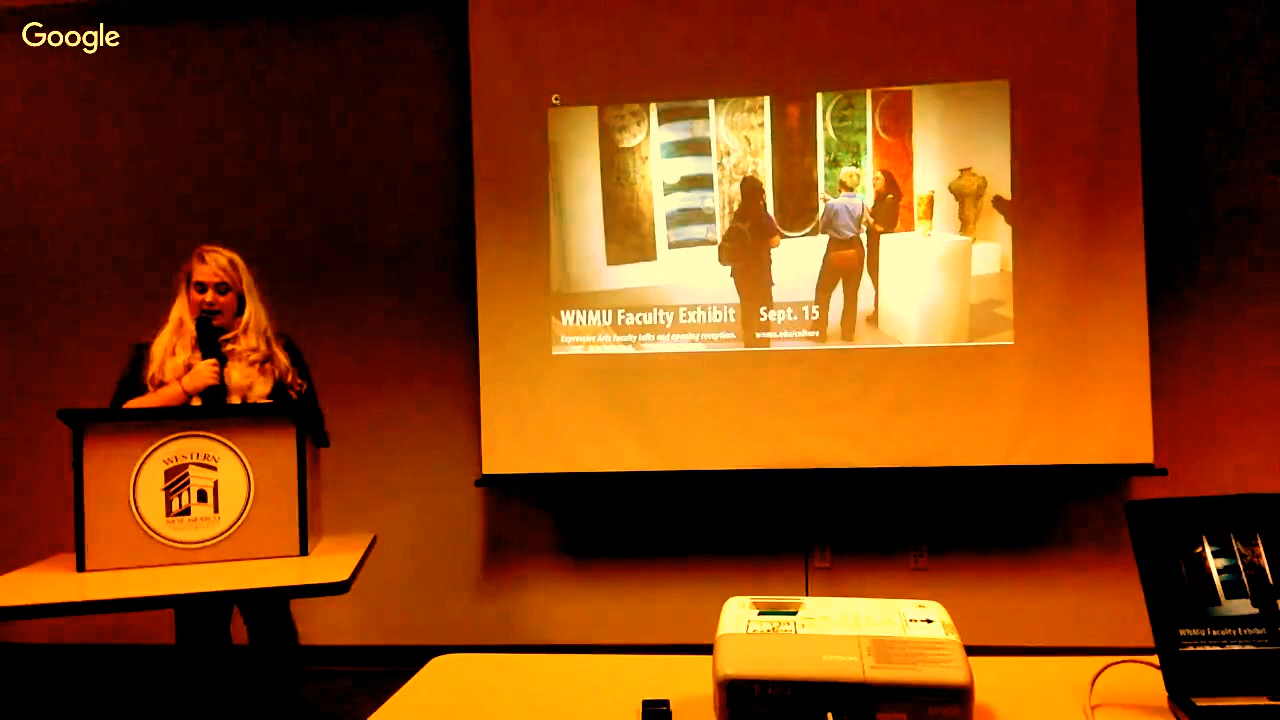 Google
WNMU Faculty Exhibit Sept. 15
Expressive Arts Faculty talks and opening reception. wnmu.edu/culture
WESTERN
NEW MEXICO
EPSON
WNMU Faculty Exhibit